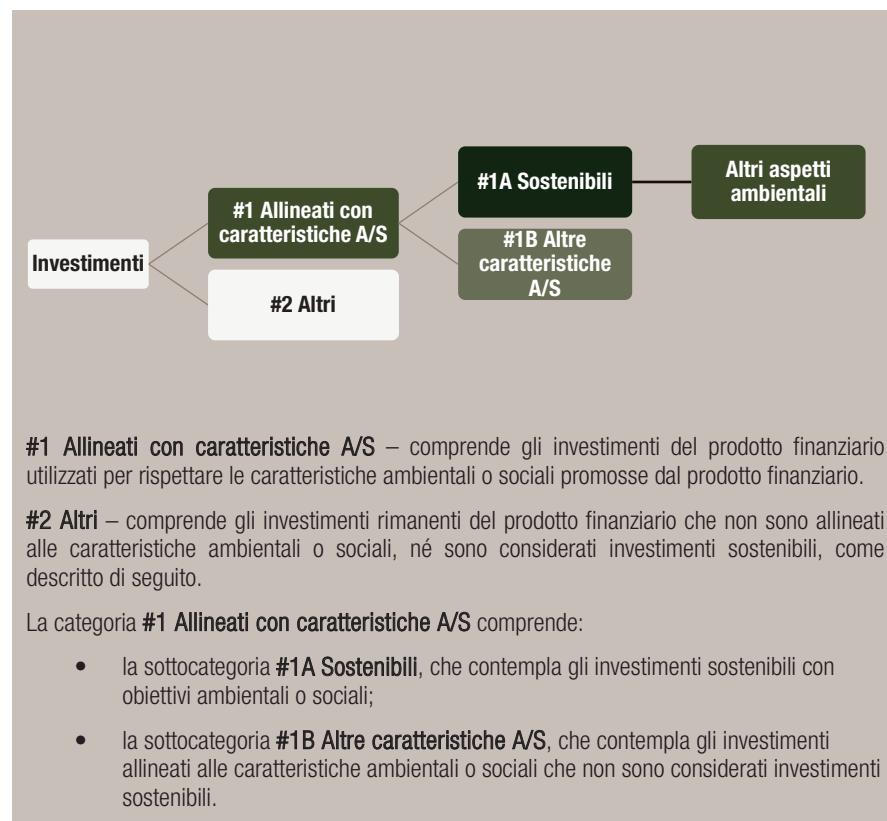 Investimenti
#1 Allineati con
caratteristiche A/S
#2 Altri
#1A Sostenibili
#1B Altre
caratteristiche
A/S
Altri aspetti
ambientali
#1 Allineati con caratteristiche A/S – comprende gli investimenti del prodotto finanziario
utilizzati per rispettare le caratteristiche ambientali o sociali promosse dal prodotto finanziario.
#2 Altri – comprende gli investimenti rimanenti del prodotto finanziario che non sono allineati
alle caratteristiche ambientali o sociali, né sono considerati investimenti sostenibili, come
descritto di seguito.
La categoria #1 Allineati con caratteristiche A/S comprende:
• la sottocategoria #1A Sostenibili, che contempla gli investimenti sostenibili con
obiettivi ambientali o sociali;
• la sottocategoria #1B Altre caratteristiche A/S, che contempla gli investimenti
allineati alle caratteristiche ambientali o sociali che non sono considerati investimenti
sostenibili.